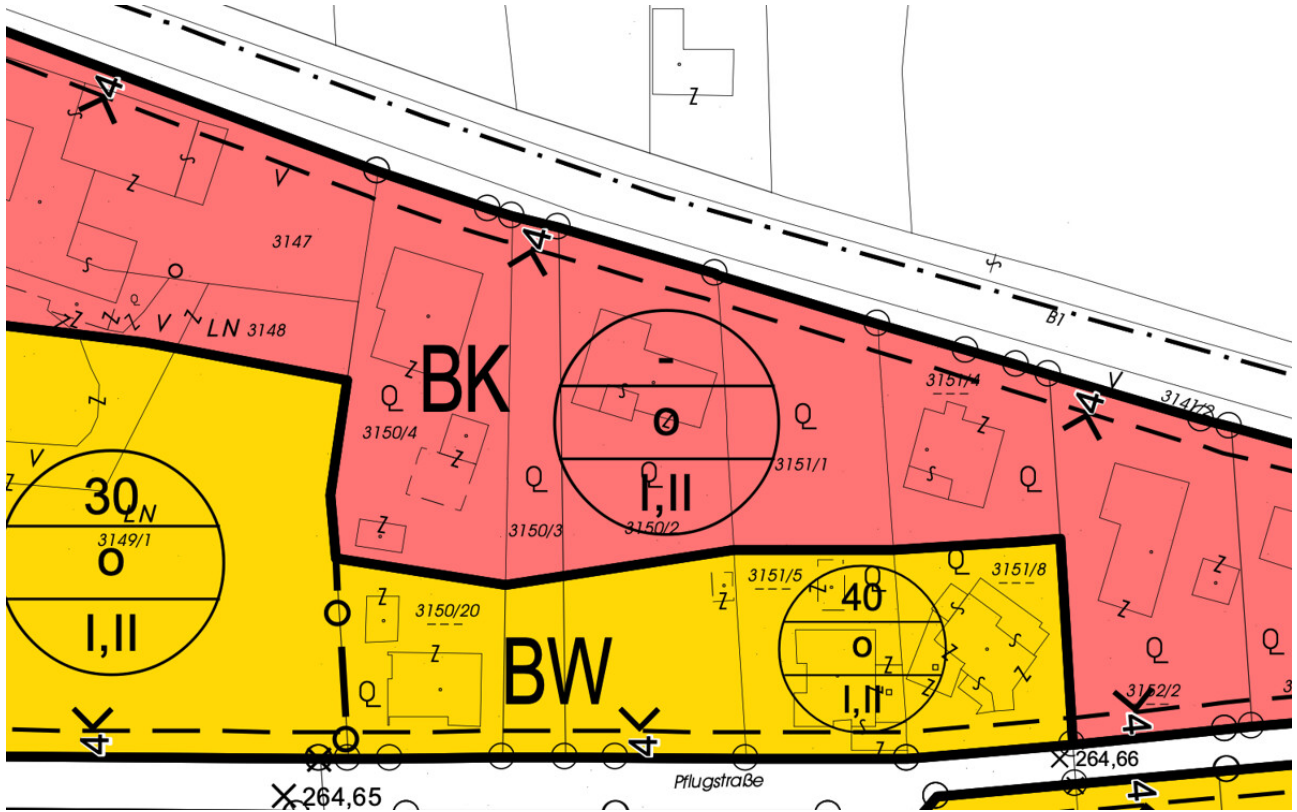 4
3147
V
S
S
Z
S
4
Z
S
B1
Q
V
LN 3148
BK
Z
Q
3150/4
-
o
I,II
S
Z
Q
3151/4
V
3141/2
4
Z
Z
Q
3150/3
Q
3150/2
3151/1
S
Q
Z
V
Z
30
LN
3149/1
o
I,II
Z
Z
3150/20
Z
Q
BW
Z
3151/5
Z
Q
40
o
I,II
Z
S
Q
3151/8
S
S
Z
S
Z
Z
Z
Z
Q
Q
3152/2
4
4
4
Pflugstraße
264,65
264,66
4